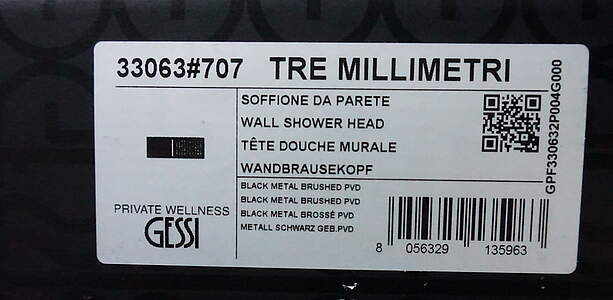 33063#707 TRE MILLIMETRI
SOFFIONE DA PARETE
WALL SHOWER HEAD
TÊTE DOUCHE MURALE
WANDBRAUSEKOPF
BLACK METAL BRUSHED PVD
BLACK METAL BRUSHED PVD
BLACK METAL BROSSÉ PVD
METALL SCHWARZ GEB.PVD
PRIVATE WELLNESS
GESSI
8 056329 135963
GPF330632P004G000